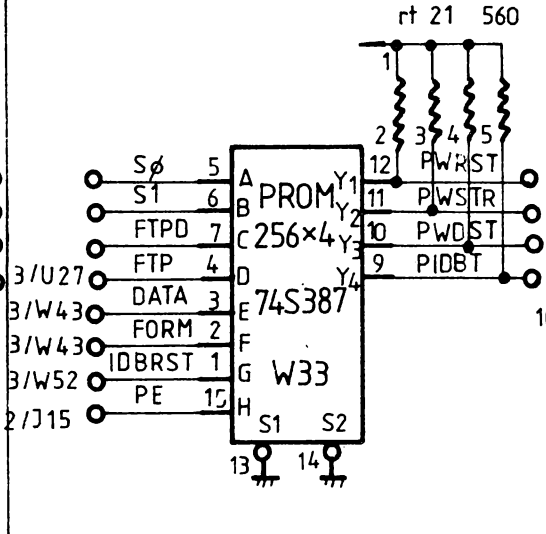 rt 21 560
1
2 3 4 5
SØ 5 A PROM Y1 12 PWRST
S1 6 B Y2 11 PWSTR
FTPD 7 C 256×4 Y3 10 PWDST
3/U27 FTP 4 D Y4 9 PIDBT
3/W43 DATA 3 E 74S387
3/W43 FORM 2 F
3/W52 IDBRST 1 G W33
2/J15 PE 15 H
S1 S2
13 14